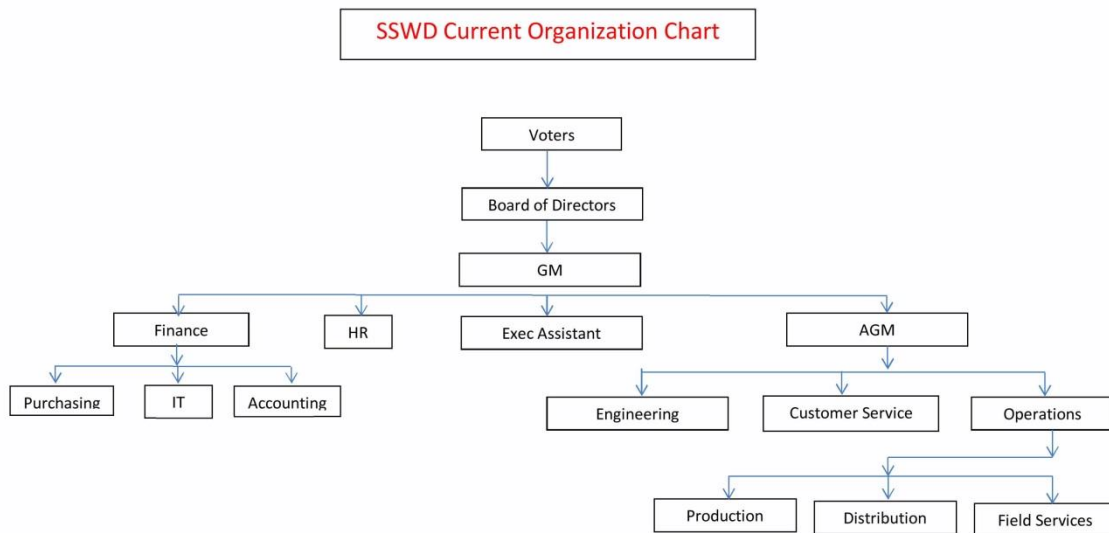 SSWD Current Organization Chart
Voters
Board of Directors
GM
Finance
HR
Exec Assistant
AGM
Purchasing
IT
Accounting
Engineering
Customer Service
Operations
Production
Distribution
Field Services